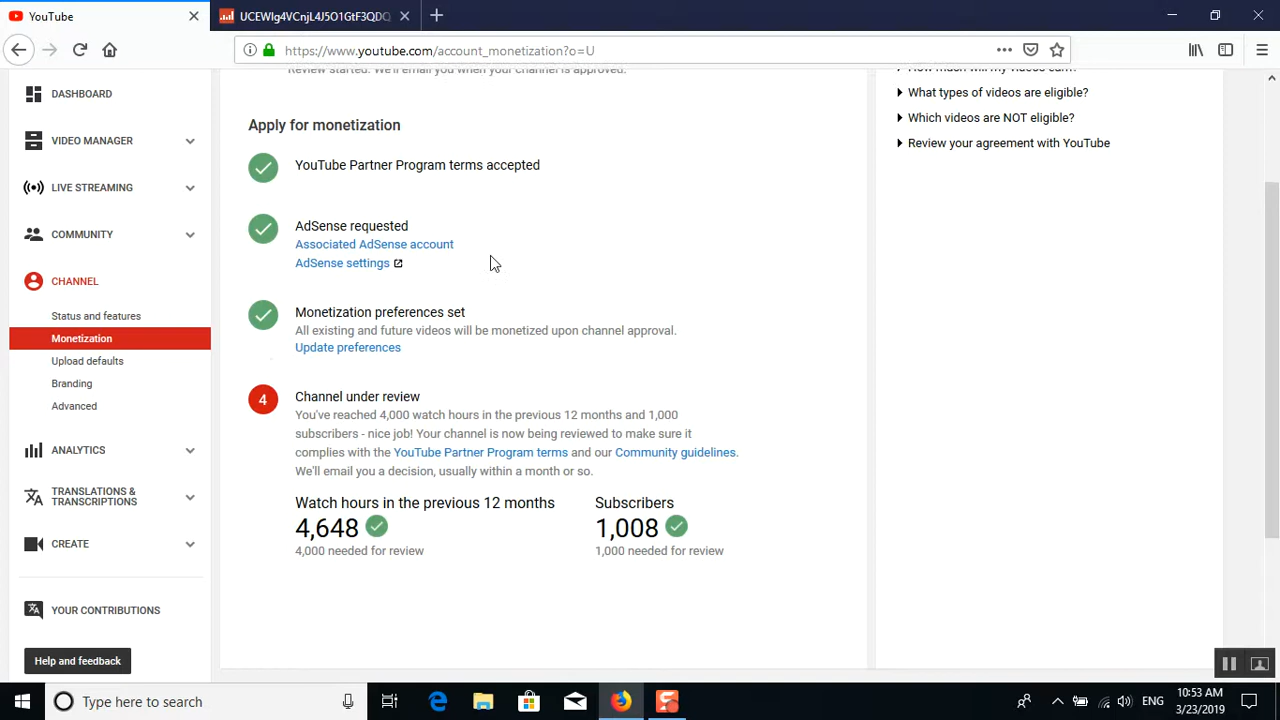 YouTube
UCEWIg4VCnjL4J5O1GtF3QDQ
https://www.youtube.com/account_monetization?o=U
DASHBOARD
VIDEO MANAGER
LIVE STREAMING
COMMUNITY
CHANNEL
Status and features
Monetization
Upload defaults
Branding
Advanced
ANALYTICS
TRANSLATIONS &
TRANSCRIPTIONS
CREATE
YOUR CONTRIBUTIONS
Help and feedback
Review started. We'll email you when your channel is approved.
Apply for monetization
YouTube Partner Program terms accepted
AdSense requested
Associated AdSense account
AdSense settings
Monetization preferences set
All existing and future videos will be monetized upon channel approval.
Update preferences
4
Channel under review
You've reached 4,000 watch hours in the previous 12 months and 1,000
subscribers - nice job! Your channel is now being reviewed to make sure it
complies with the YouTube Partner Program terms and our Community guidelines.
We'll email you a decision, usually within a month or so.
Watch hours in the previous 12 months
4,648
4,000 needed for review
Subscribers
1,008
1,000 needed for review
How much will my videos earn?
What types of videos are eligible?
Which videos are NOT eligible?
Review your agreement with YouTube
Type here to search
ENG
10:53 AM
3/23/2019